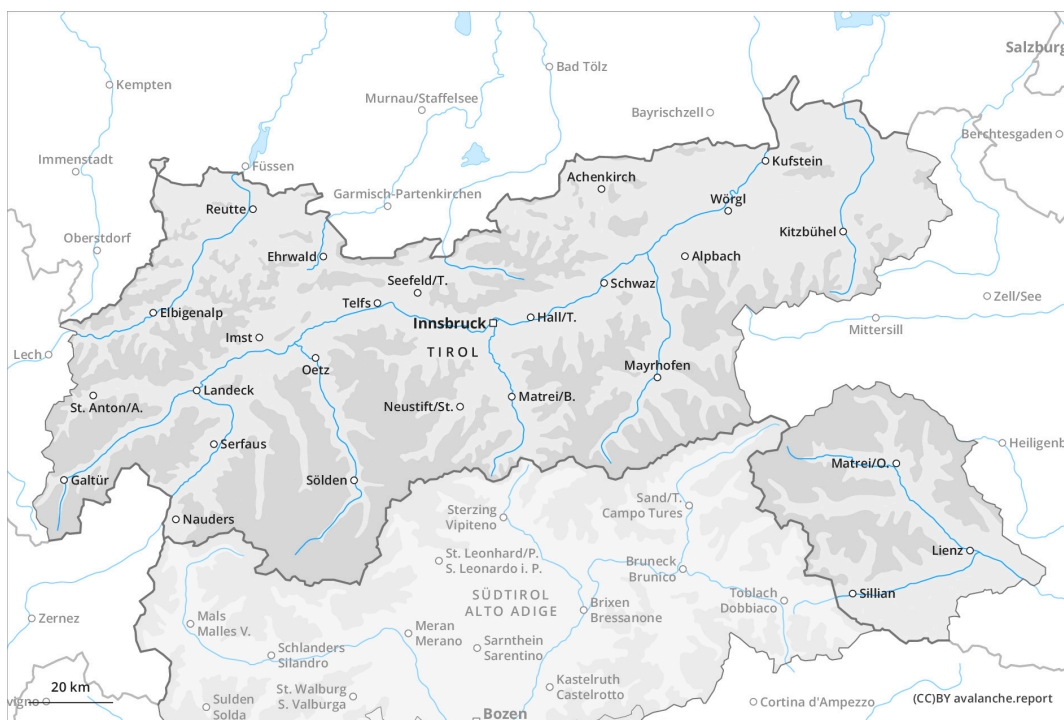 Salzburg
Kempten
Bad Tölz
Murnau/Staffelsee
Bayrischzell
Berchtesgaden
Immenstadt
Füssen
Kufstein
Achenkirch
Garmisch-Partenkirchen
Reutte
Wörgl
Oberstdorf
Kitzbühel
Ehrwald
Alpbach
Seefeld/T.
Schwaz
Zell/See
Telfs
Elbigenalp
Innsbruck
Hall/T.
Mittersill
Imst
TIROL
Lech
Oetz
Mayrhofen
Landeck
St. Anton/A.
Neustift/St.
Matrei/B.
Serfaus
Heiligenb
Matrei/O.
Galtür
Sölden
Sand/T.
Campo Tures
Sterzing
Vipiteno
Nauders
Lienz
St. Leonhard/P.
S. Leonardo i. P.
Bruneck
Brunico
SÜDTIROL
ALTO ADIGE
Sillian
Toblach
Dobbiaco
Brixen
Bressanone
Zernez
Mals
Malles V.
Meran
Merano
Sarnthein
Sarentino
Schlanders
Silandro
20 km
Kastelruth
Castelrotto
St. Walburg
S. Valburga
Sulden
Solda
vigno
Cortina d'Ampezzo
(CC)BY avalanche.report
Bozen